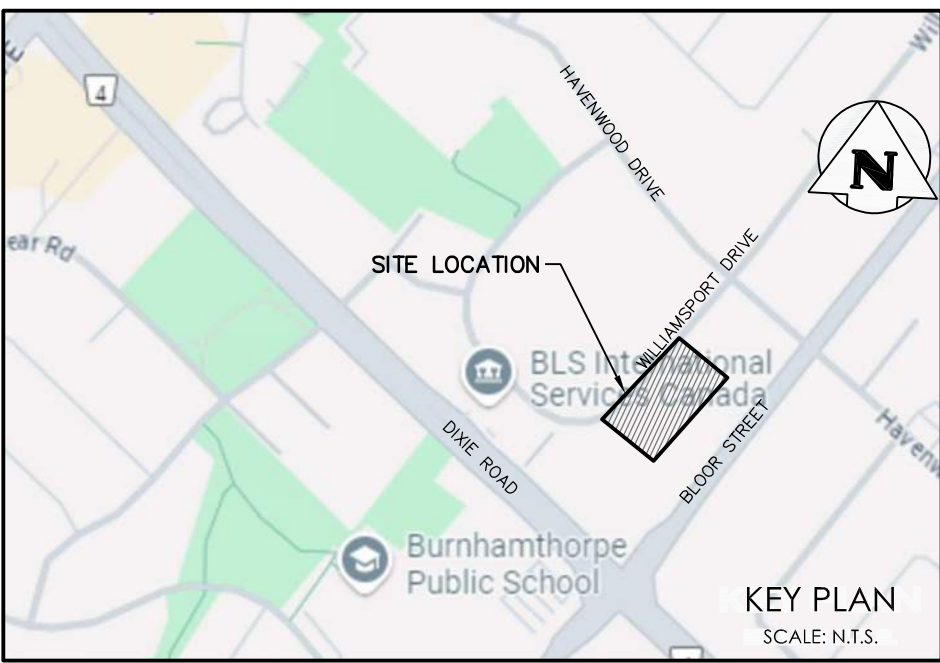 4
HAVENWOOD DRIVE
Will
N
ear Rd
SITE LOCATION
WILLIAMSPORT DRIVE
BLS International
Services Canada
DIXIE ROAD
BLOOR STREET
Havenw
Burnhamthorpe
Public School
KEY PLAN
SCALE: N.T.S.